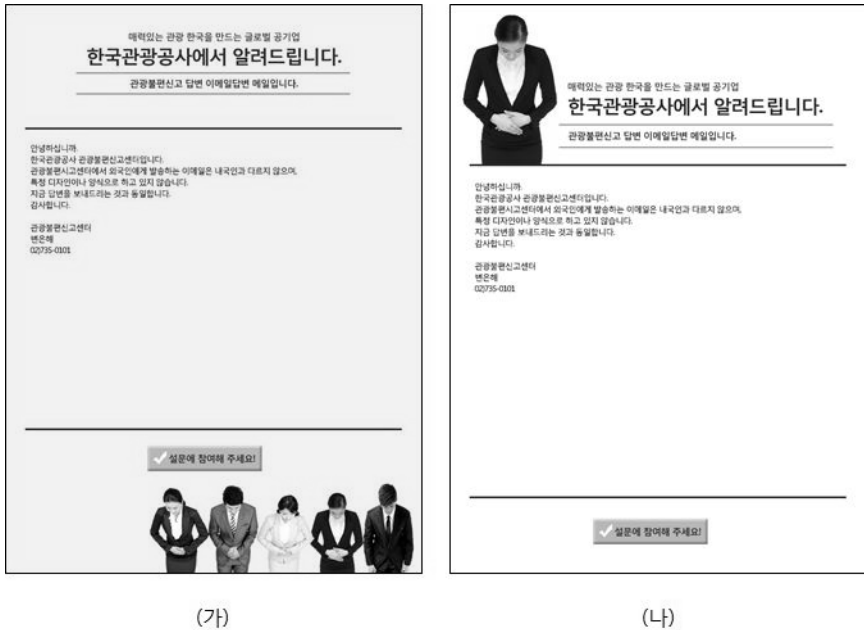 매력있는 관광 한국을 만드는 글로벌 공기업
한국관광공사에서 알려드립니다.
관광불편신고 답변 이메일답변 메일입니다.
안녕하십니까.
한국관광공사 관광불편신고센터입니다.
관광불편시고센터에서 외국인에게 발송하는 이메일은 내국인과 다르지 않으며,
특정 디자인이나 양식으로 하고 있지 않습니다.
지금 답변을 보내드리는 것과 동일합니다.
감사합니다.
관광불편신고센터
변은해
02)735-0101
설문에 참여해 주세요!
(가)
매력있는 관광 한국을 만드는 글로벌 공기업
한국관광공사에서 알려드립니다.
관광불편신고 답변 이메일답변 메일입니다.
안녕하십니까.
한국관광공사 관광불편신고센터입니다.
관광불편시고센터에서 외국인에게 발송하는 이메일은 내국인과 다르지 않으며,
특정 디자인이나 양식으로 하고 있지 않습니다.
지금 답변을 보내드리는 것과 동일합니다.
감사합니다.
관광불편신고센터
변은해
02)735-0101
설문에 참여해 주세요!
(나)